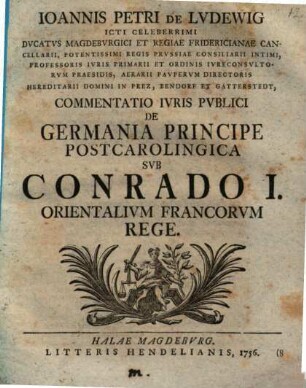 IOANNIS PETRI DE LVDEWIG
ICTI CELEBERRIMI
DVCATVS MAGDEBVRGICI ET REGIAE FRIDERICIANAE CAN-
CELLARII, POTENTISSIMI REGIS PRVSSIAE CONSILIARII INTIMI,
PROFESSORIS IVRIS PRIMARII ET ORDINIS IVRECONSVLTO-
RVM PRAESIDIS, AERARII PAVPERVM DIRECTORIS
HEREDITARII DOMINI IN PREZ, BENDORF ET GATTERSTEDT,
COMMENTATIO IVRIS PVBLICI
DE
GERMANIA PRINCIPE
POSTCAROLINGICA
SVB
CONRADO I.
ORIENTALIVM FRANCORVM
REGE.
HALAE MAGDEBVRG.
LITTERIS HENDELIANIS, 1756. (8
m.